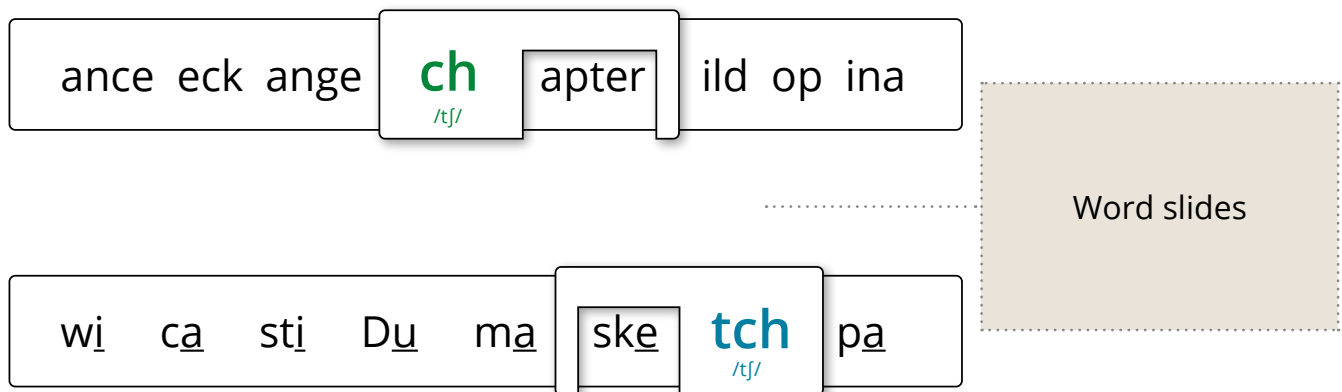 ance eck ange ch apter ild op ina
/tʃ/
Word slides
wi ca sti Du ma ske tch pa
/tʃ/